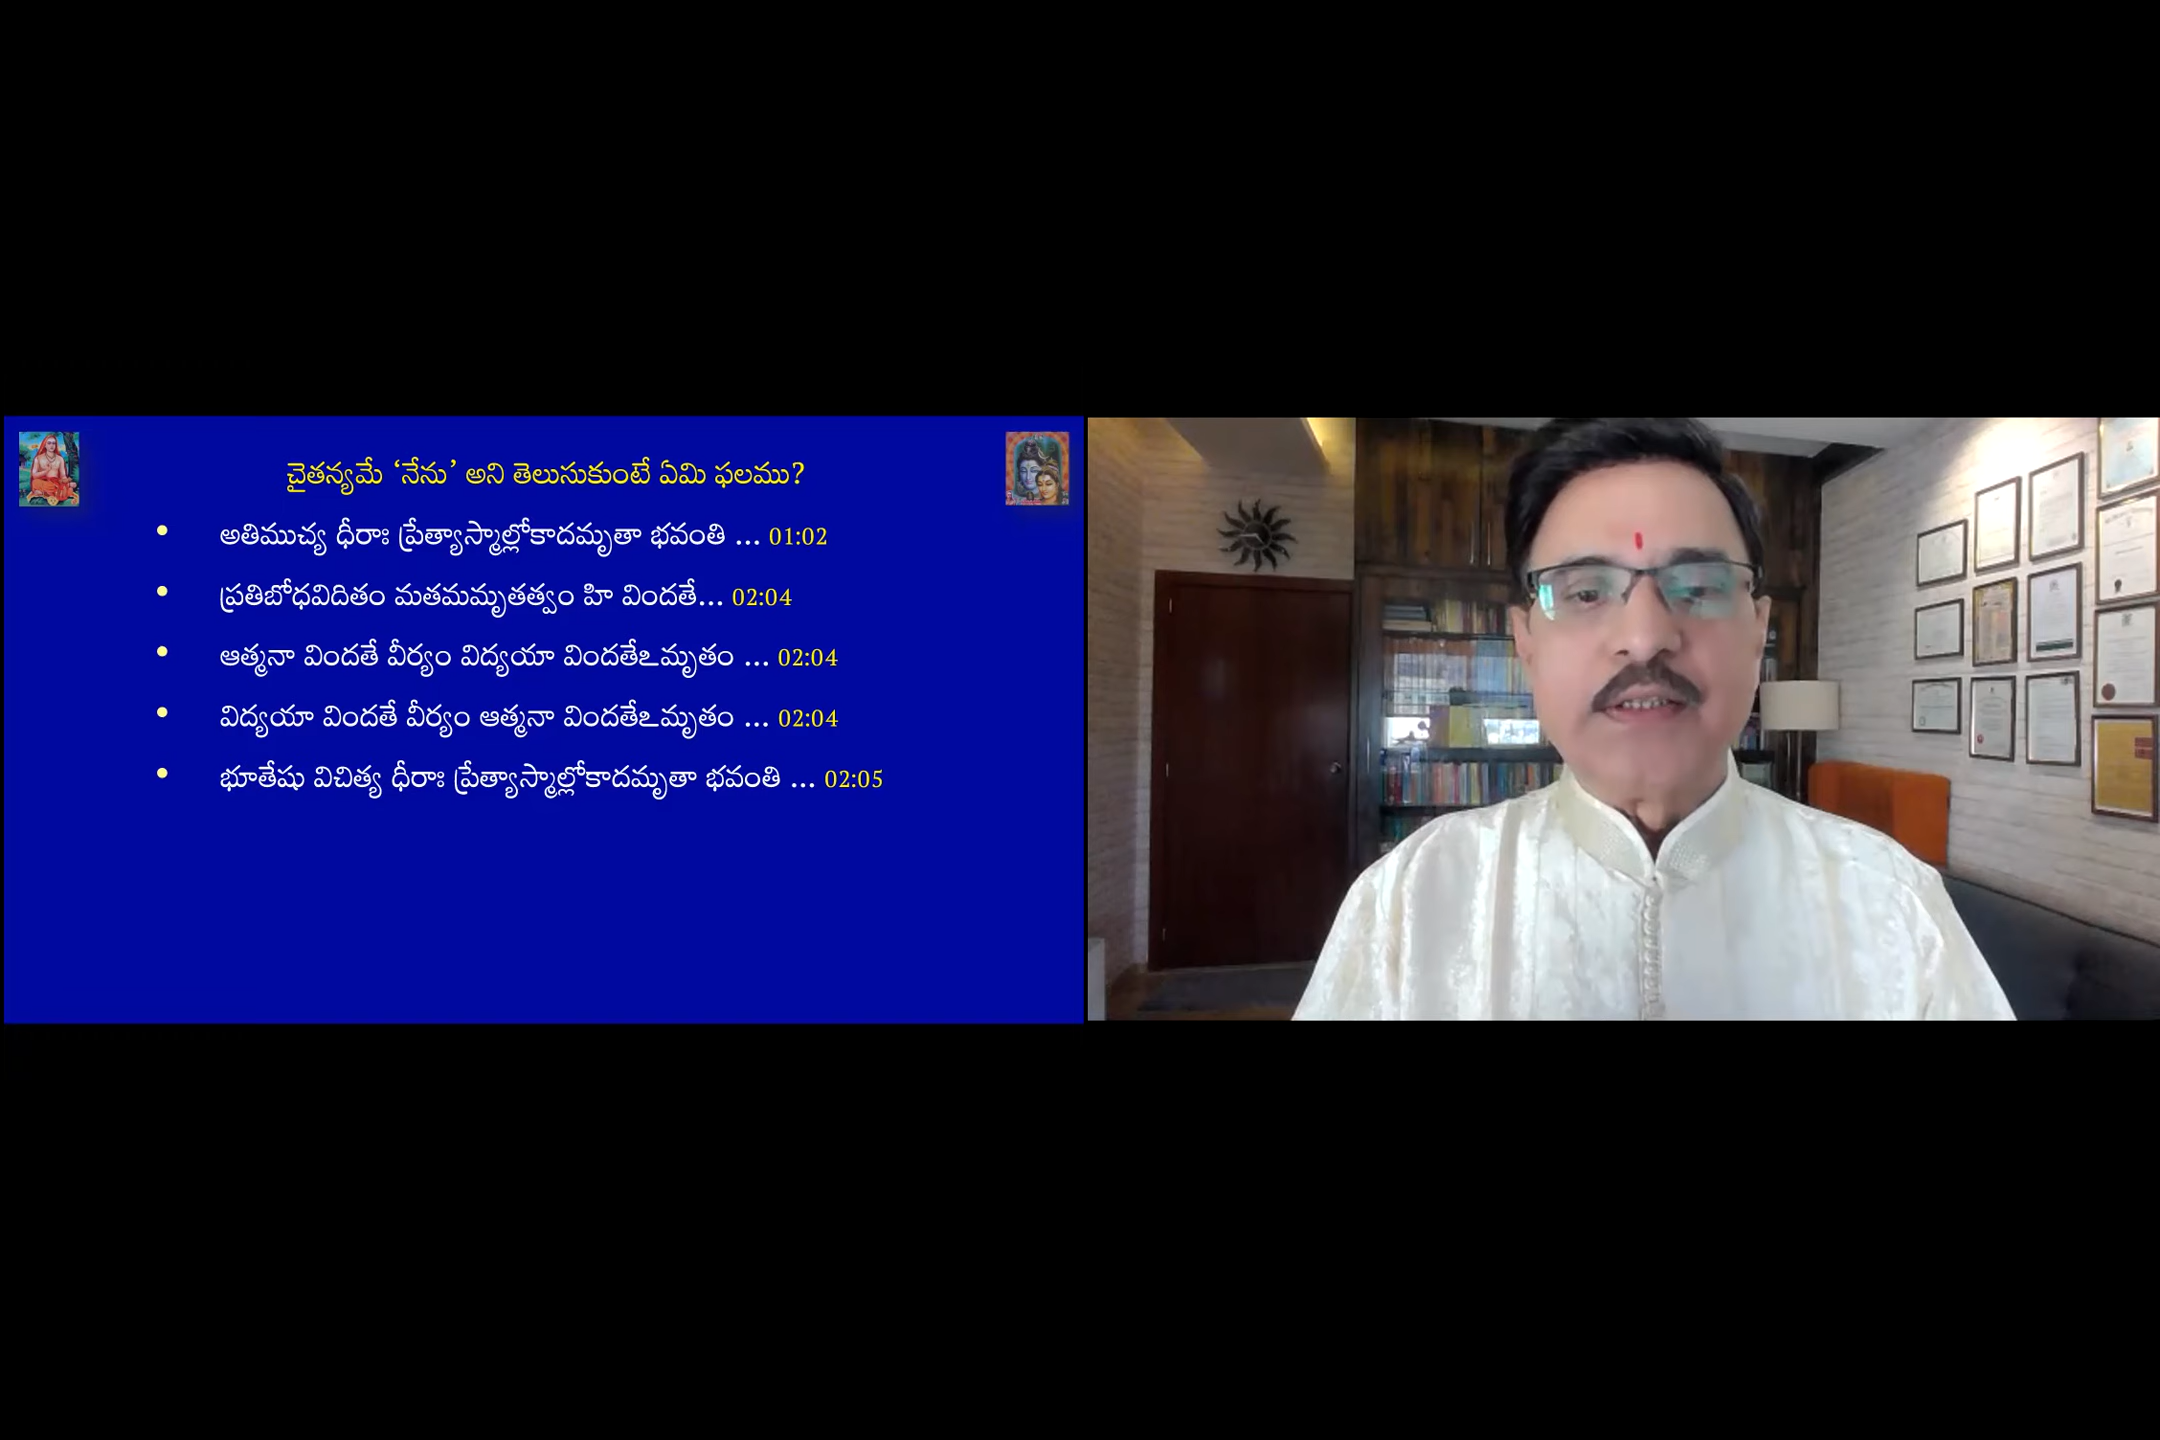 చైతన్యమే ‘నేను’ అని తెలుసుకుంటే ఏమి ఫలము?
• అతిముచ్య ధీరాః ప్రేత్యాస్మాల్లోకాదమృతా భవంతి ... 01:02
• ప్రతిబోధవిదితం మతమమృతత్వం హి విందతే... 02:04
• ఆత్మనా విందతే వీర్యం విద్యయా విందతేఽమృతం ... 02:04
• విద్యయా విందతే వీర్యం ఆత్మనా విందతేఽమృతం ... 02:04
• భూతేషు విచిత్య ధీరాః ప్రేత్యాస్మాల్లోకాదమృతా భవంతి ... 02:05